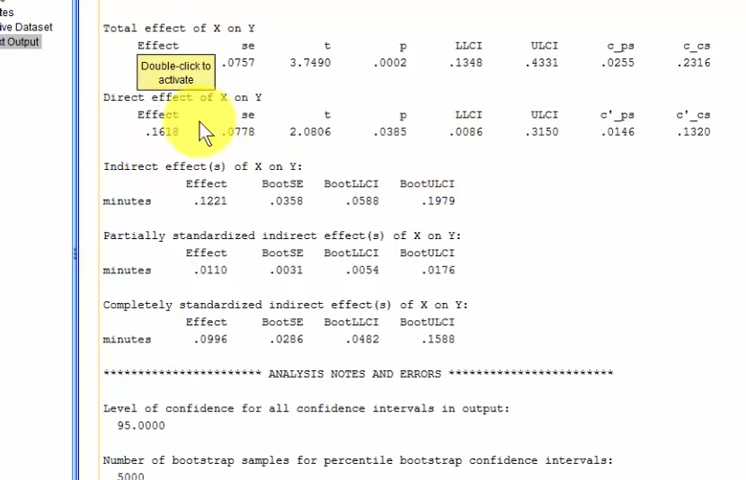 tes
ive Dataset
xt Output
Total effect of X on Y
Effect se t p LLCI ULCI c_ps c_cs
.0757 3.7490 .0002 .1348 .4331 .0255 .2316
Double-click to
activate
Direct effect of X on Y
Effect se t p LLCI ULCI c'_ps c'_cs
.1618 .0778 2.0806 .0385 .0086 .3150 .0146 .1320
Indirect effect(s) of X on Y:
Effect BootSE BootLLCI BootULCI
minutes .1221 .0358 .0588 .1979
Partially standardized indirect effect(s) of X on Y:
Effect BootSE BootLLCI BootULCI
minutes .0110 .0031 .0054 .0176
Completely standardized indirect effect(s) of X on Y:
Effect BootSE BootLLCI BootULCI
minutes .0996 .0286 .0482 .1588
*********************** ANALYSIS NOTES AND ERRORS ************************
Level of confidence for all confidence intervals in output:
95.0000
Number of bootstrap samples for percentile bootstrap confidence intervals:
5000